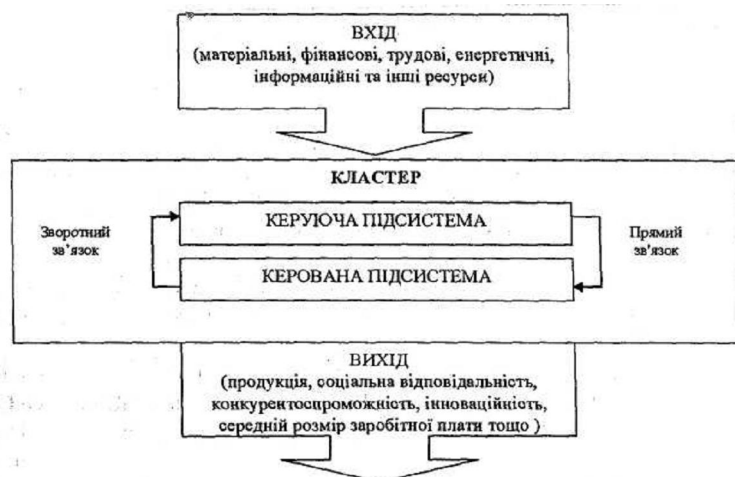 ВХІД
(матеріальні, фінансові, трудові, енергетичні,
інформаційні та інші ресурси)
КЛАСТЕР
Зворотний
зв’язок
КЕРУЮЧА ПІДСИСТЕМА
КЕРОВАНА ПІДСИСТЕМА
Прямий
зв'язок
ВИХІД
(продукція, соціальна відповідальність,
конкурентоспроможність, інноваційність,
середній розмір заробітної плати тощо )